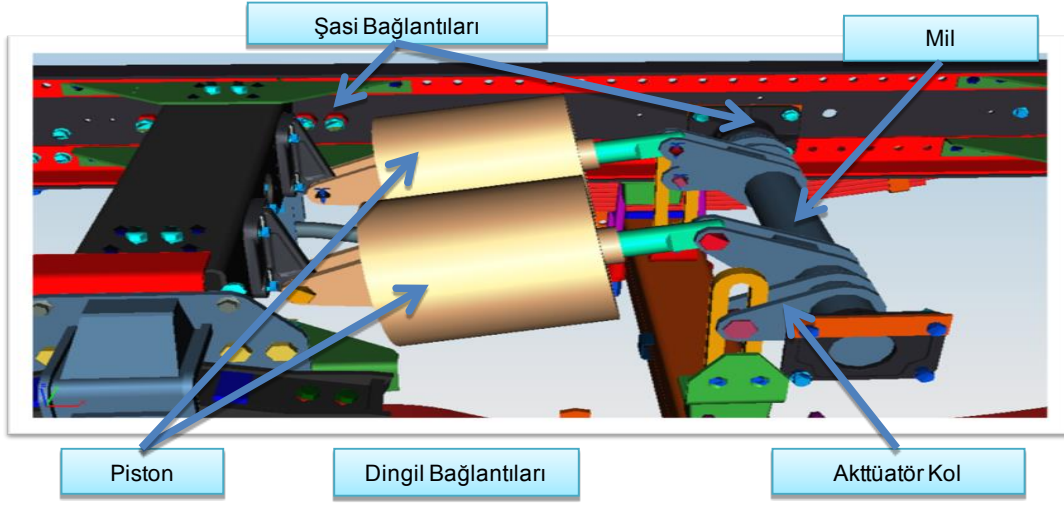 Şasi Bağlantıları
Mil
Piston
Dingil Bağlantıları
Akttüatör Kol